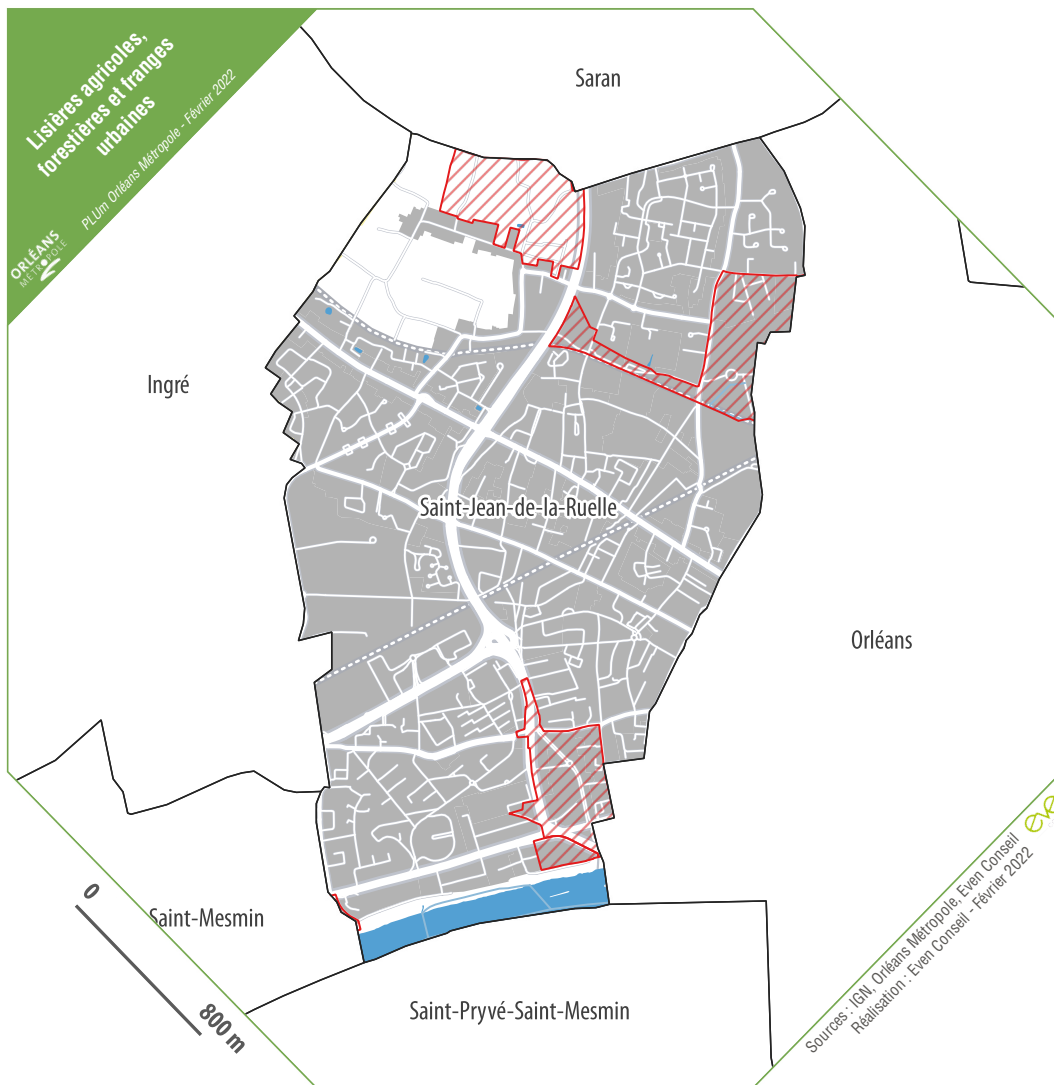 Lisières agricoles,
forestières et franges
urbaines
PLUm Orléans Métropole - Février 2022
ORLÉANS
MÉTROPOLE
Saran
Ingré
Saint-Jean-de-la-Ruelle
Orléans
Saint-Mesmin
Saint-Pryvé-Saint-Mesmin
0
800 m
Sources : IGN, Orléans Métropole, Even Conseil
Réalisation : Even Conseil - Février 2022
eve